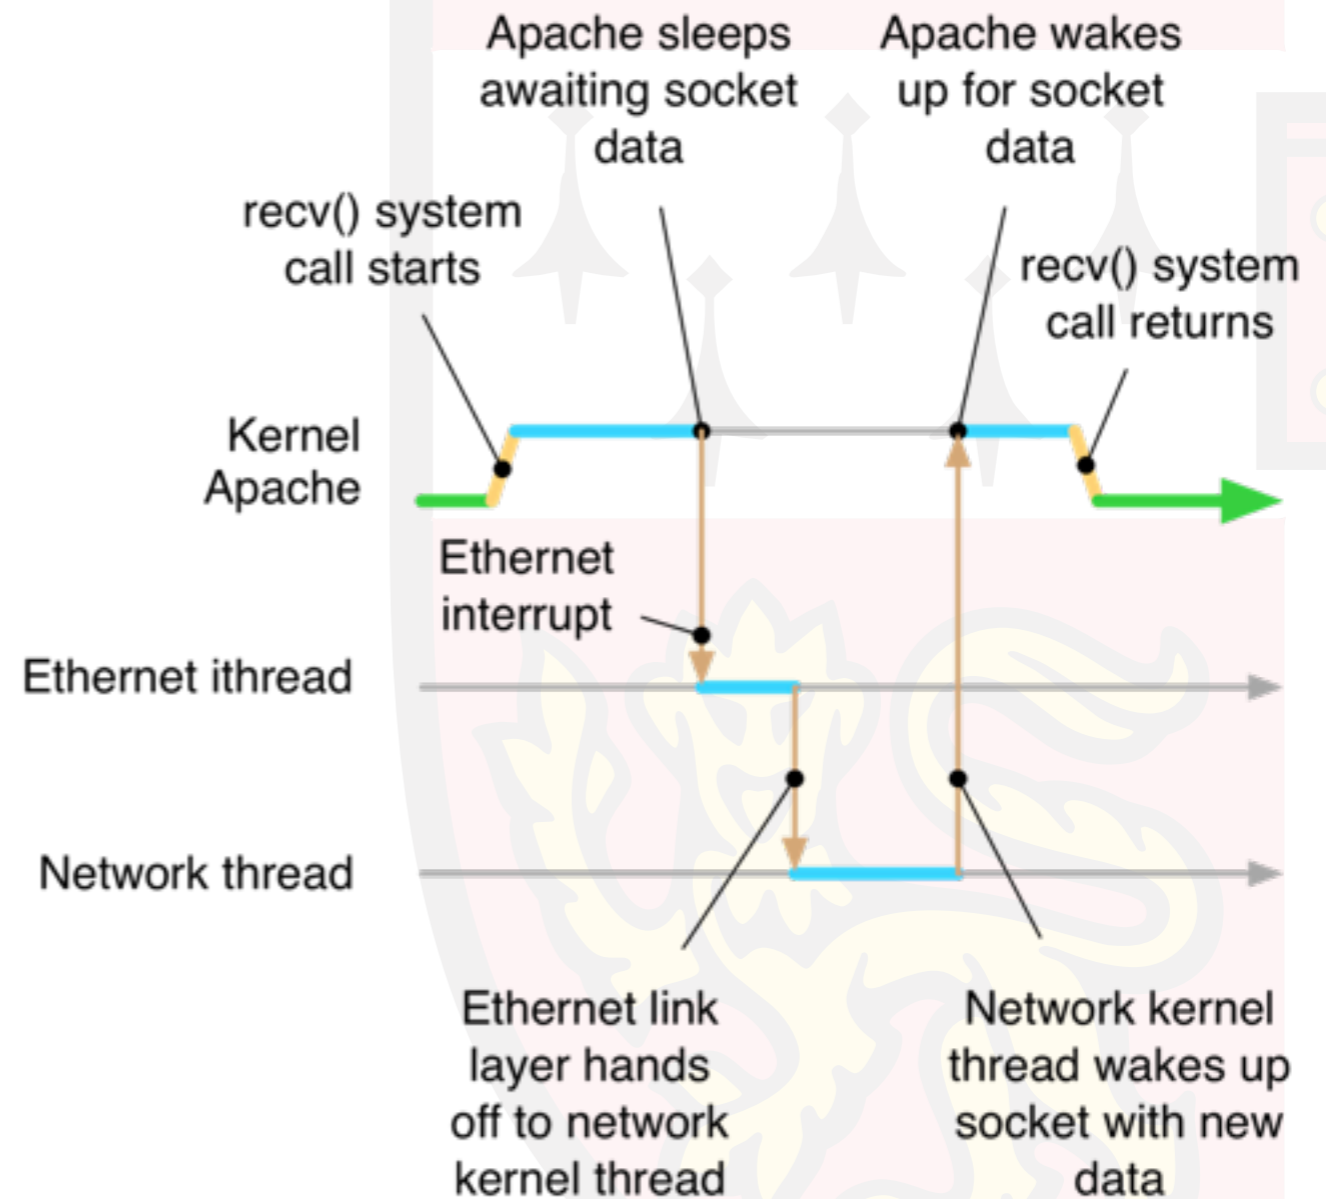 Apache sleeps
awaiting socket
data
Apache wakes
up for socket
data
recv() system
call starts
recv() system
call returns
Kernel
Apache
Ethernet
interrupt
Ethernet ithread
Network thread
Ethernet link
layer hands
off to network
kernel thread
Network kernel
thread wakes up
socket with new
data